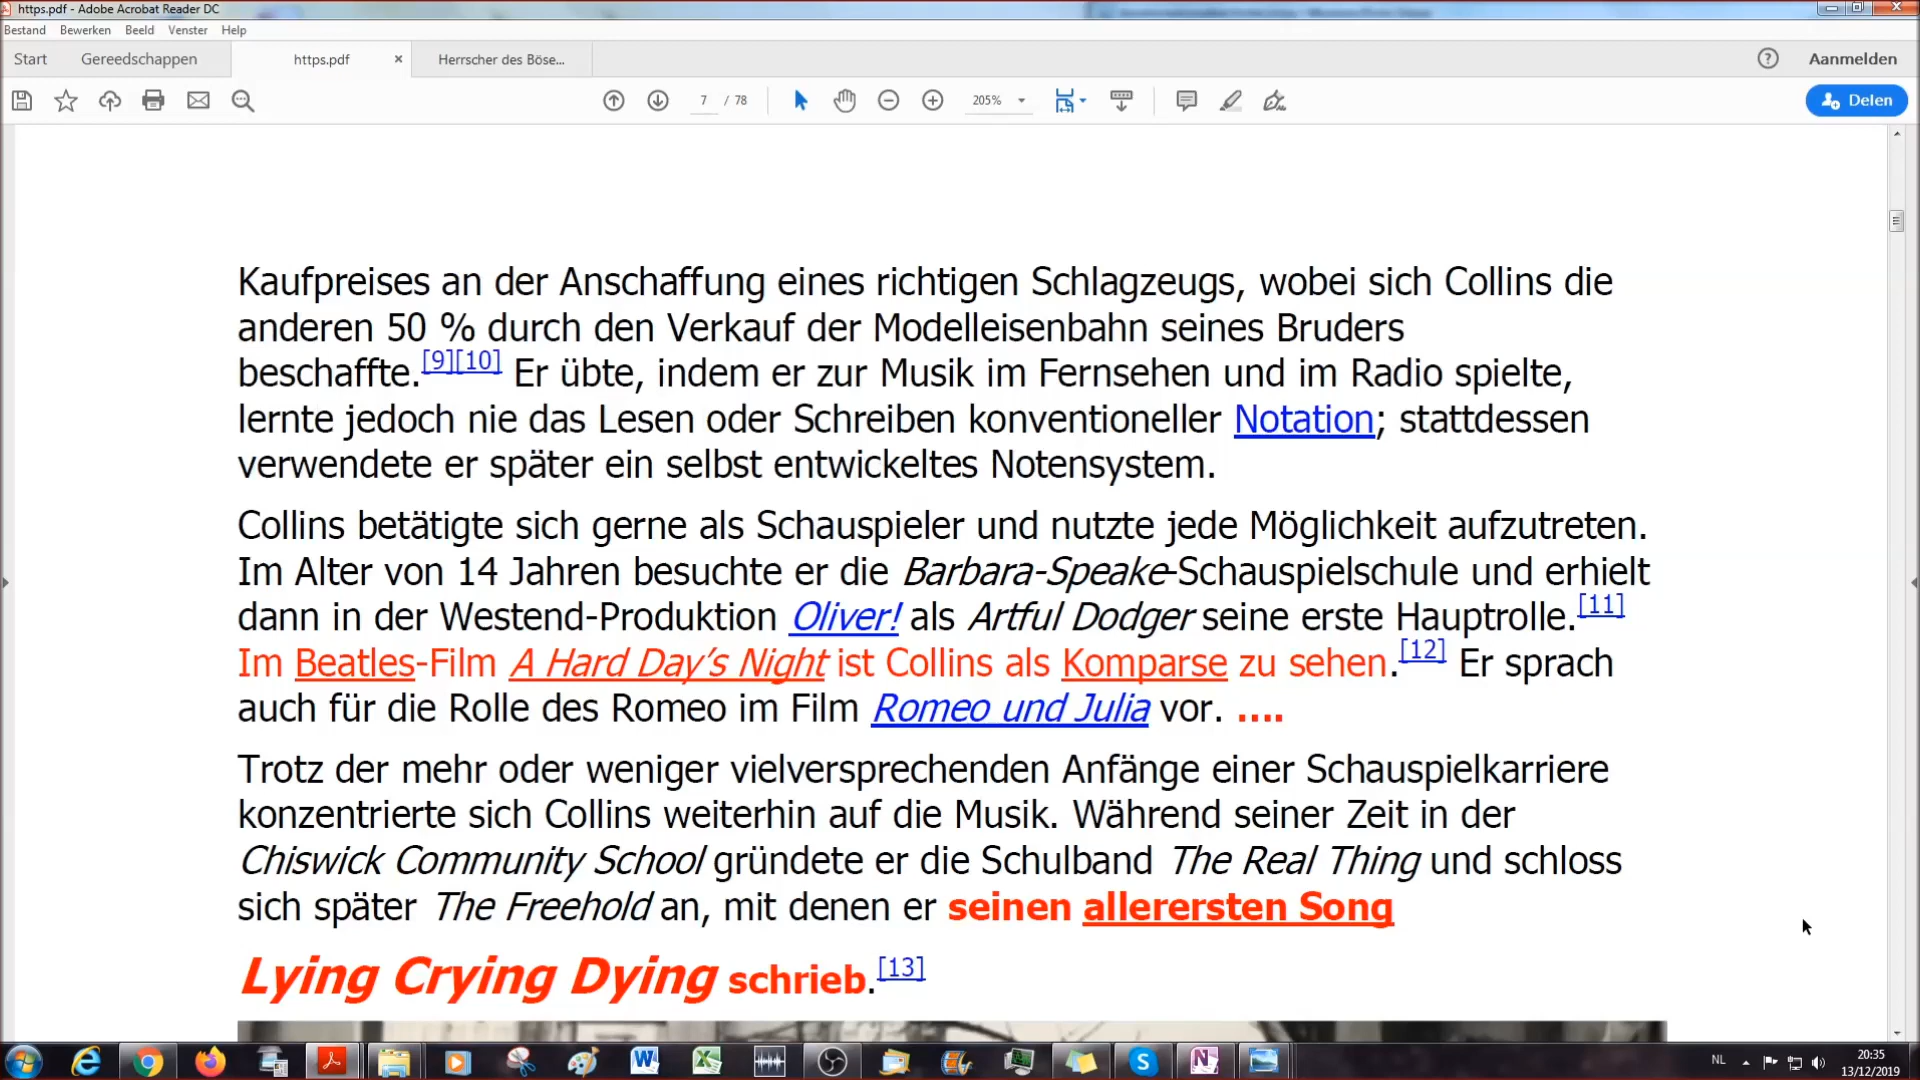 https.pdf - Adobe Acrobat Reader DC
Bestand Bewerken Beeld Venster Help
Start Gereedschappen https.pdf × Herrscher des Böse... ? Aanmelden
7 / 78 205% Delen
Kaufpreises an der Anschaffung eines richtigen Schlagzeugs, wobei sich Collins die
anderen 50 % durch den Verkauf der Modelleisenbahn seines Bruders
beschaffte.[9][10] Er übte, indem er zur Musik im Fernsehen und im Radio spielte,
lernte jedoch nie das Lesen oder Schreiben konventioneller Notation; stattdessen
verwendete er später ein selbst entwickeltes Notensystem.
Collins betätigte sich gerne als Schauspieler und nutzte jede Möglichkeit aufzutreten.
Im Alter von 14 Jahren besuchte er die Barbara-Speake-Schauspielschule und erhielt
dann in der Westend-Produktion Oliver! als Artful Dodger seine erste Hauptrolle.[11]
Im Beatles-Film A Hard Day's Night ist Collins als Komparse zu sehen.[12] Er sprach
auch für die Rolle des Romeo im Film Romeo und Julia vor. ....
Trotz der mehr oder weniger vielversprechenden Anfänge einer Schauspielkarriere
konzentrierte sich Collins weiterhin auf die Musik. Während seiner Zeit in der
Chiswick Community School gründete er die Schulband The Real Thing und schloss
sich später The Freehold an, mit denen er seinen allerersten Song
Lying Crying Dying schrieb.[13]
NL 20:35
13/12/2019